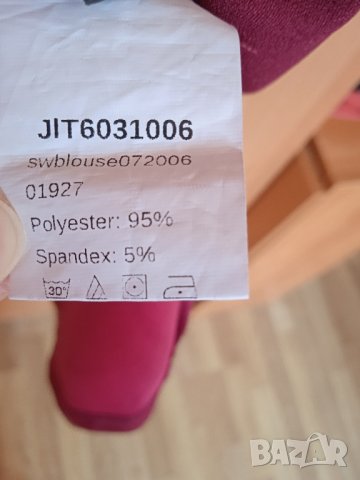 JIT6031006
swblouse072006
01927
Polyester: 95%
Spandex: 5%
30°
BAZAR